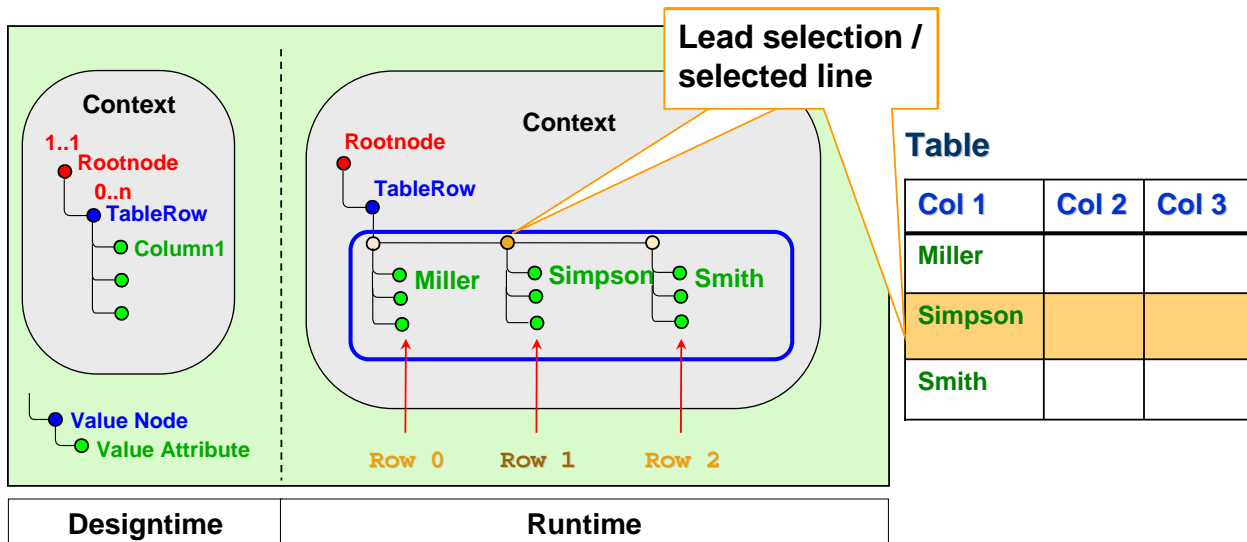 Lead selection /
selected line
Context
1..1
Rootnode
0..n
TableRow
Column1
Value Node
Value Attribute
Context
Rootnode
TableRow
Miller
Simpson
Smith
Row 0
Row 1
Row 2
Table
Col 1
Col 2
Col 3
Miller
Simpson
Smith
Designtime
Runtime